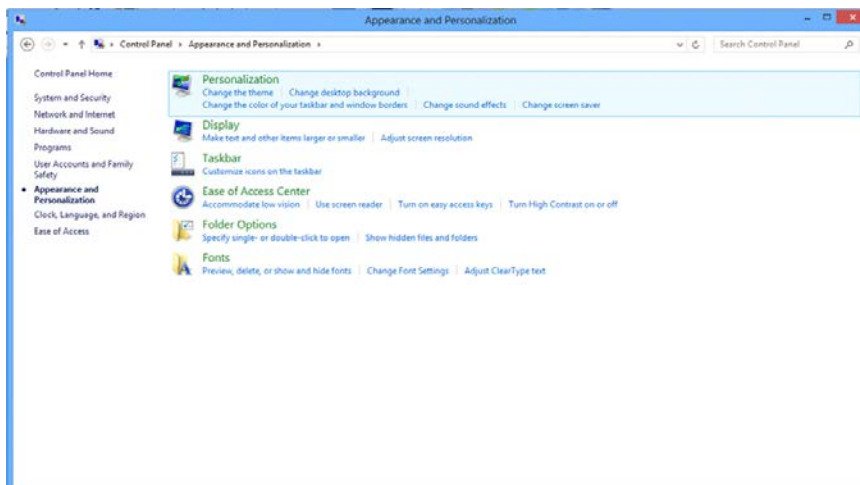 Appearance and Personalization
Control Panel Appearance and Personalization
Search Control Panel
Control Panel Home
System and Security
Network and Internet
Hardware and Sound
Programs
User Accounts and Family
Safety
Appearance and
Personalization
Clock, Language, and Region
Ease of Access
Personalization
Change the theme Change desktop background
Change the color of your taskbar and window borders Change sound effects Change screen saver
Display
Make text and other items larger or smaller Adjust screen resolution
Taskbar
Customize icons on the taskbar
Ease of Access Center
Accommodate low vision Use screen reader Turn on easy access keys Turn High Contrast on or off
Folder Options
Specify single- or double-click to open Show hidden files and folders
Fonts
Preview, delete, or show and hide fonts Change Font Settings Adjust ClearType text